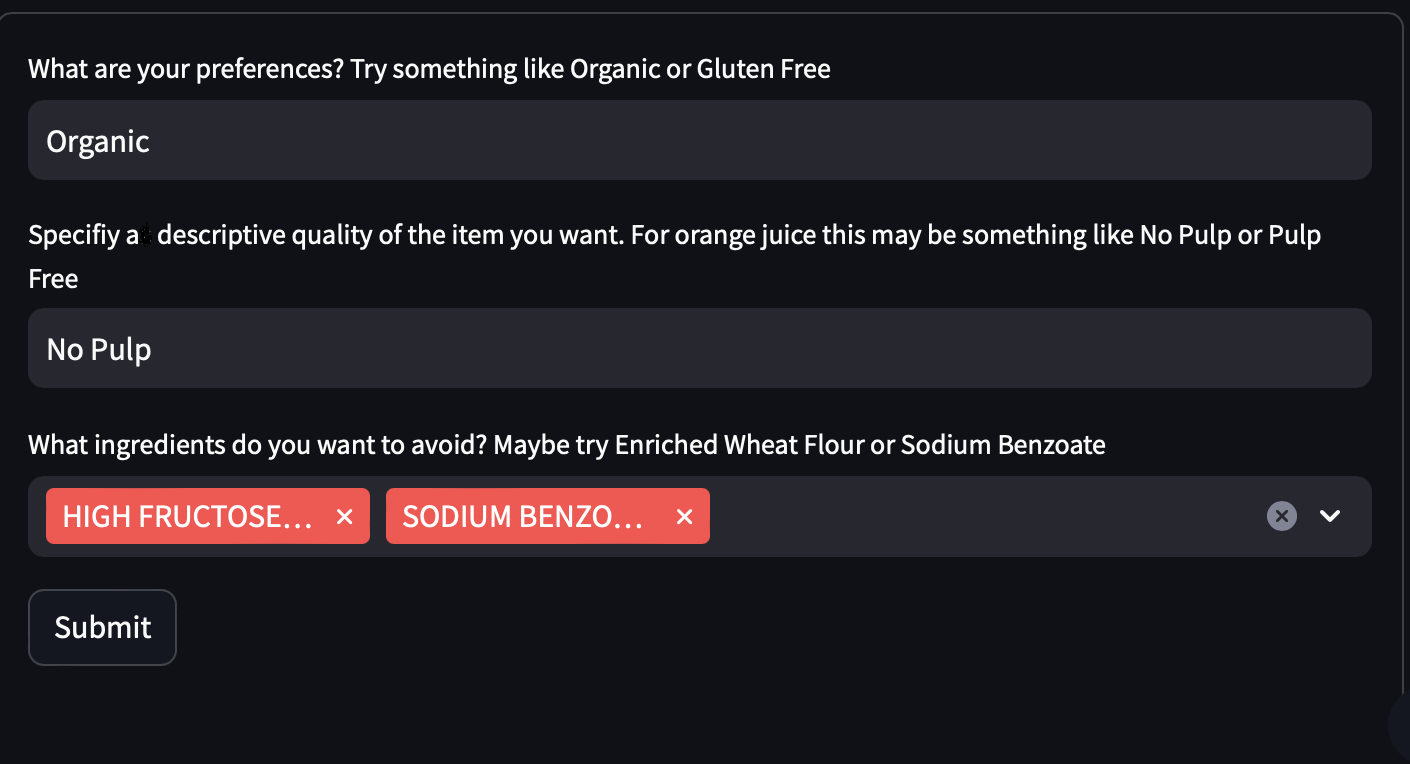 What are your preferences? Try something like Organic or Gluten Free
Organic
Specifiy a descriptive quality of the item you want. For orange juice this may be something like No Pulp or Pulp
Free
No Pulp
What ingredients do you want to avoid? Maybe try Enriched Wheat Flour or Sodium Benzoate
HIGH FRUCTOSE... SODIUM BENZO...
Submit